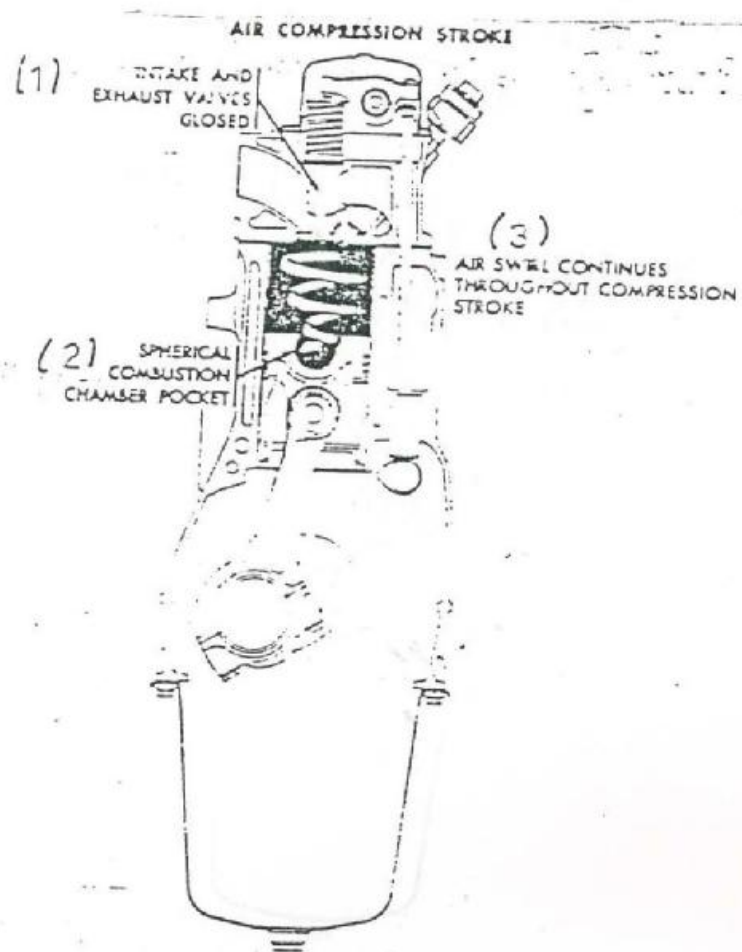 AIR COMPRESSION STROKE
(1)
INTAKE AND
EXHAUST VALVES
CLOSED
(3)
AIR SWIRL CONTINUES
THROUGHOUT COMPRESSION
STROKE
(2)
SPHERICAL
COMBUSTION
CHAMBER POCKET